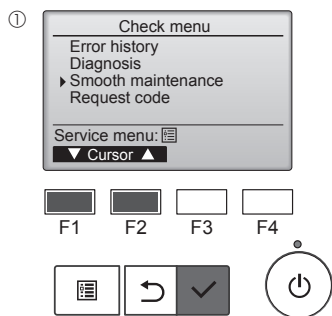 ①
Check menu
Error history
Diagnosis
Smooth maintenance
Request code
Service menu:
Cursor
F1 F2 F3 F4